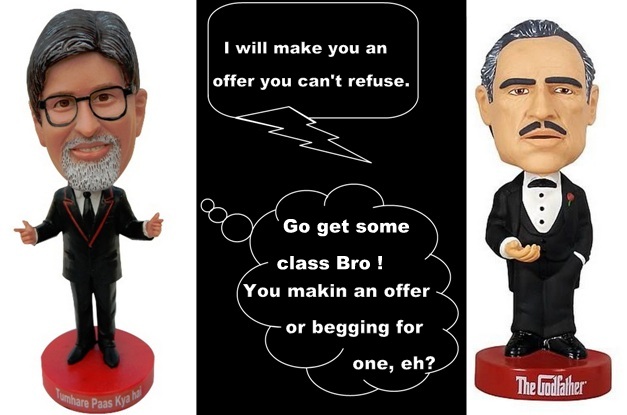 I will make you an
offer you can't refuse.
Go get some
class Bro !
You makin an offer
or begging for
one, eh?
Tumhare Paas Kya hai
The Godfather